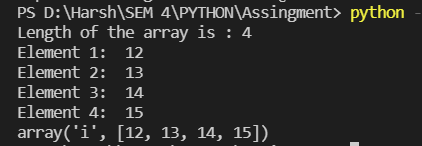 PS D:\Harsh\SEM 4\PYTHON\Assingment> python -
Length of the array is : 4
Element 1:  12
Element 2:  13
Element 3:  14
Element 4:  15
array('i', [12, 13, 14, 15])